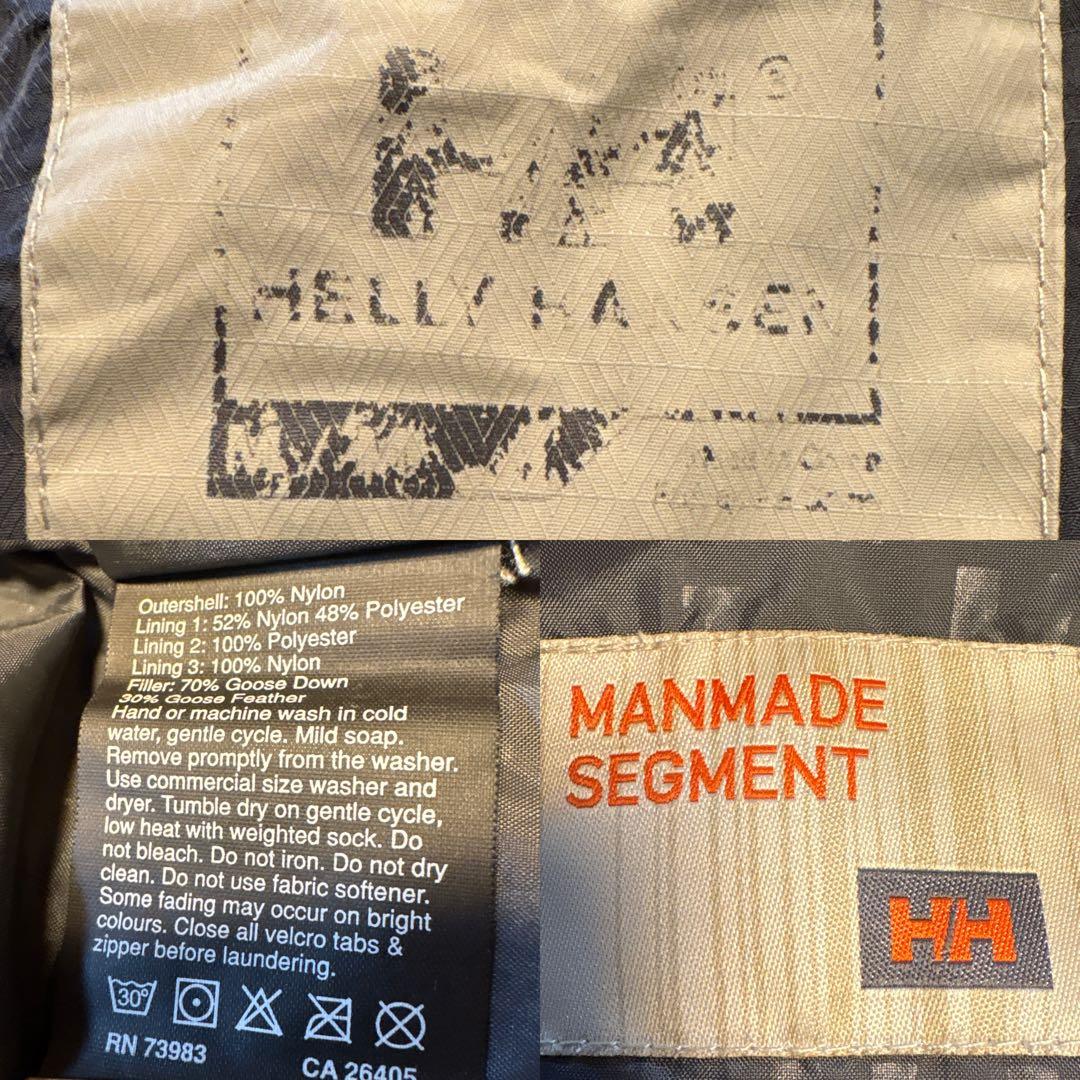 HELLY HANSEN
Outershell: 100% Nylon
Lining 1: 52% Nylon 48% Polyester
Lining 2: 100% Polyester
Lining 3: 100% Nylon
Filler: 70% Goose Down
30% Goose Feather
Hand or machine wash in cold
water, gentle cycle. Mild soap.
Remove promptly from the washer.
Use commercial size washer and
dryer. Tumble dry on gentle cycle,
low heat with weighted sock. Do
not bleach. Do not iron. Do not dry
clean. Do not use fabric softener.
Some fading may occur on bright
colours. Close all velcro tabs &
zipper before laundering.
30°
RN 73983
CA 26405
MANMADE
SEGMENT
H/H